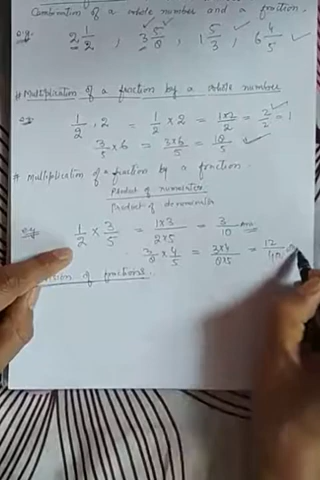 Combination of a whole number and a fraction.
e.g. 2 1/2 , 3 5/8 , 1 5/3 , 6 4/5
# Multiplication of a fraction by a whole number
eg: 1/2 , 2 = 1/2 × 2 = 1×2/2 = 2/2 = 1
3/5 × 6 = 3×6/5 = 18/5
# Multiplication of a fraction by a fraction.
Product of numerator
Product of denominator
e.g. 1/2 × 3/5 = 1×3/2×5 = 3/10 Ans
3/8 × 4/5 = 3×4/8×5 = 12/40
of fractions.